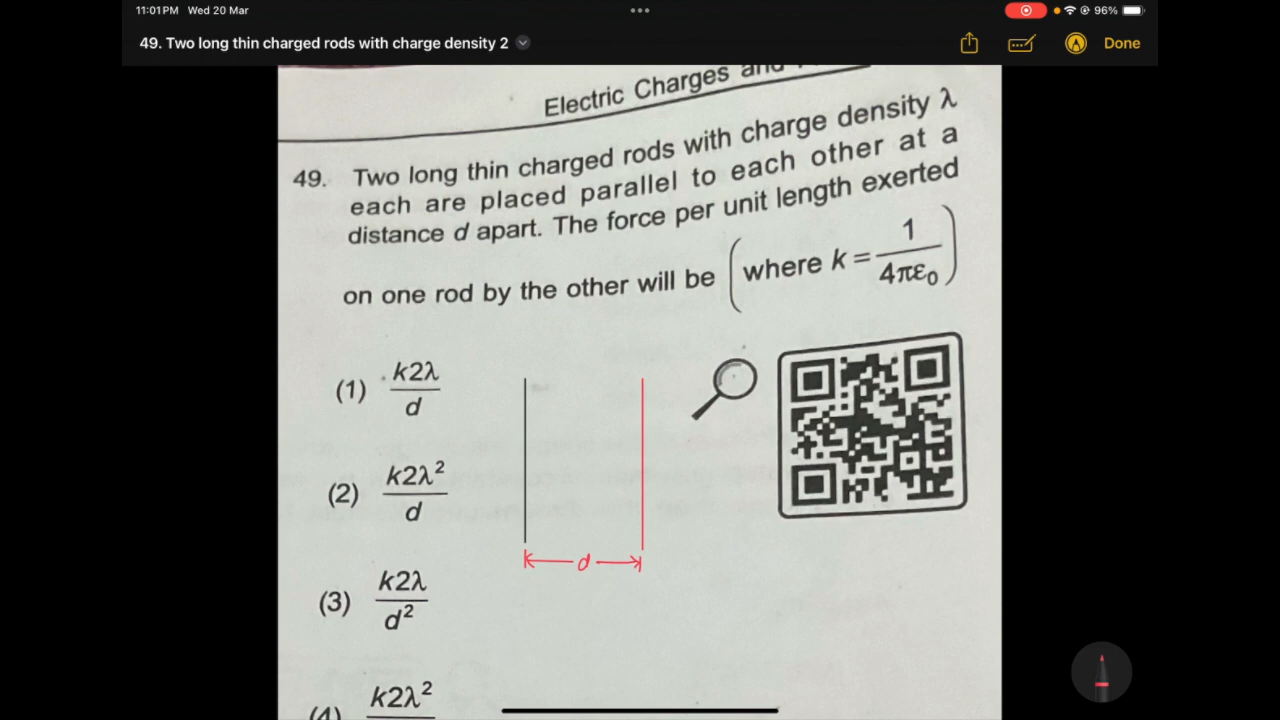 11:01 PM Wed 20 Mar
96%
49. Two long thin charged rods with charge density 2
Done
Electric Charges and
49. Two long thin charged rods with charge density λ
each are placed parallel to each other at a
distance d apart. The force per unit length exerted
on one rod by the other will be (where k = 1/4πε₀)
(1) k2λ/d
(2) k2λ²/d
(3) k2λ/d²
(4) k2λ²
d